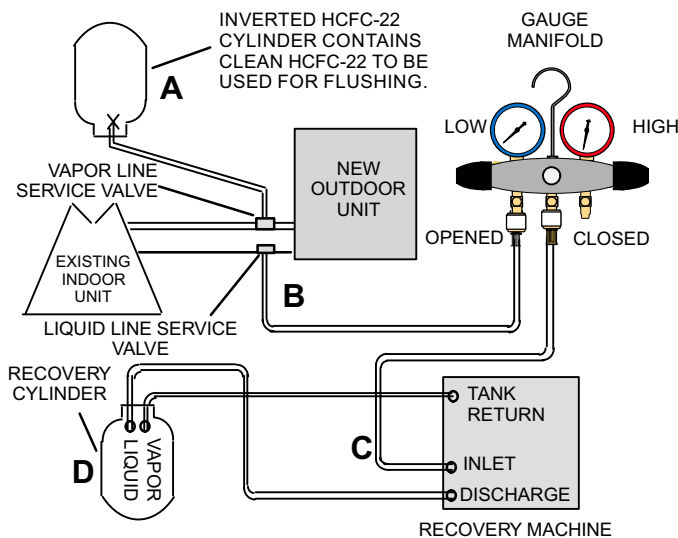 INVERTED HCFC-22
CYLINDER CONTAINS
CLEAN HCFC-22 TO BE
USED FOR FLUSHING.
A
GAUGE
MANIFOLD
LOW
HIGH
VAPOR LINE
SERVICE VALVE
NEW
OUTDOOR
UNIT
OPENED
CLOSED
EXISTING
INDOOR
UNIT
B
LIQUID LINE SERVICE
VALVE
RECOVERY
CYLINDER
TANK
RETURN
C
D
LIQUID
VAPOR
INLET
DISCHARGE
RECOVERY MACHINE